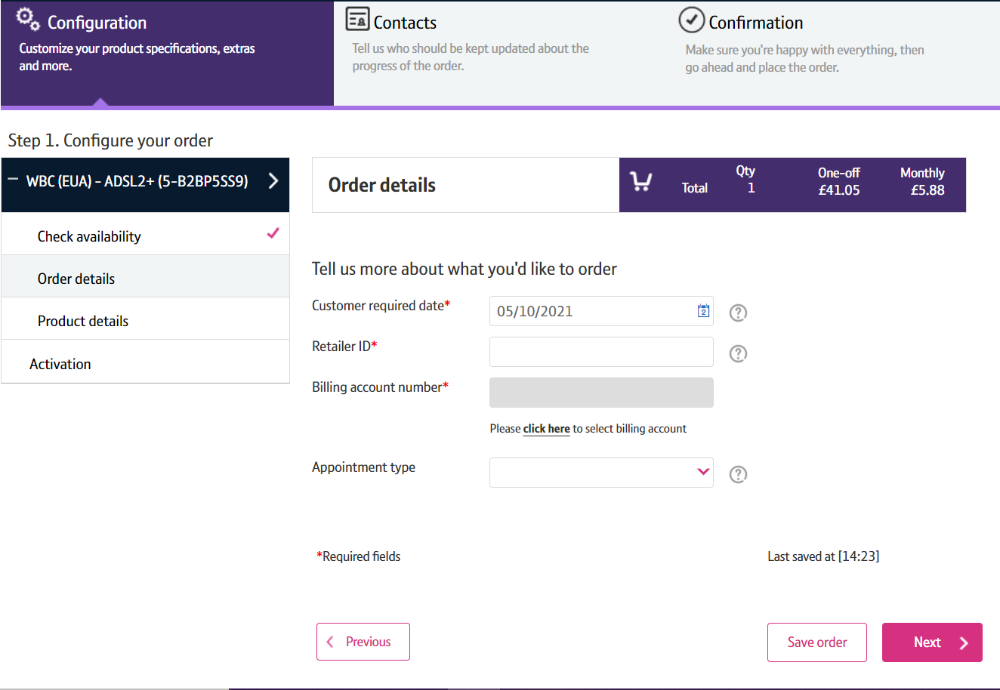 Configuration
Customize your product specifications, extras
and more.
Contacts
Tell us who should be kept updated about the
progress of the order.
Confirmation
Make sure you're happy with everything, then
go ahead and place the order.
Step 1. Configure your order
WBC (EUA) - ADSL2+ (5-B2BP5SS9)
Check availability
Order details
Product details
Activation
Order details
Total
Qty
1
One-off
£41.05
Monthly
£5.88
Tell us more about what you'd like to order
Customer required date*
05/10/2021
2
?
Retailer ID*
?
Billing account number*
Please click here to select billing account
Appointment type
?
*Required fields
Last saved at [14:23]
Previous
Save order
Next